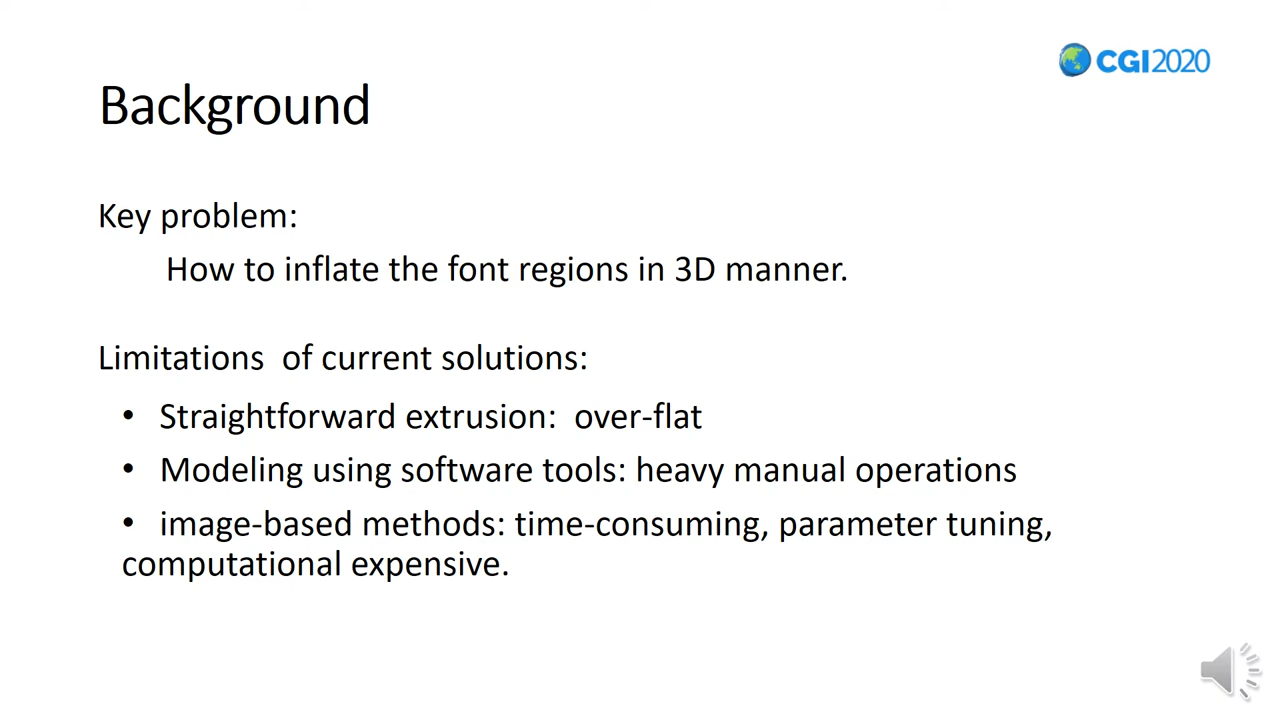 CGI2020
Background
Key problem:
How to inflate the font regions in 3D manner.
Limitations  of current solutions:
• Straightforward extrusion:  over-flat
• Modeling using software tools: heavy manual operations
• image-based methods: time-consuming, parameter tuning,
computational expensive.